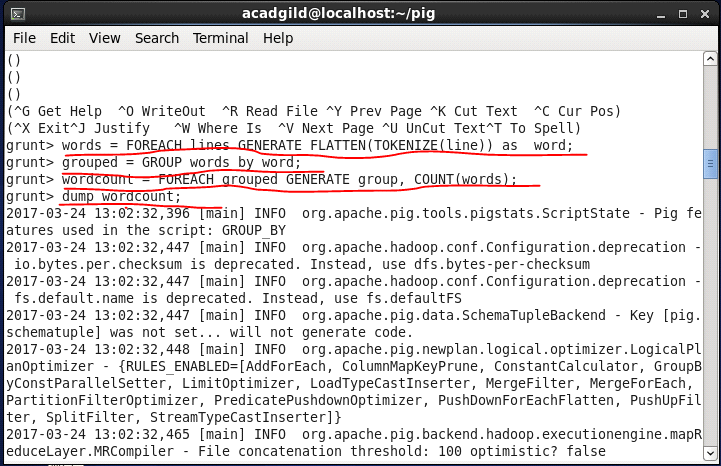 acadgild@localhost:~/pig
File Edit View Search Terminal Help
()
()
()
(^G Get Help  ^O WriteOut  ^R Read File ^Y Prev Page ^K Cut Text  ^C Cur Pos)
(^X Exit^J Justify   ^W Where Is  ^V Next Page ^U UnCut Text^T To Spell)
grunt> words = FOREACH lines GENERATE FLATTEN(TOKENIZE(line)) as  word;
grunt> grouped = GROUP words by word;
grunt> wordcount = FOREACH grouped GENERATE group, COUNT(words);
grunt> dump wordcount;
2017-03-24 13:02:32,396 [main] INFO  org.apache.pig.tools.pigstats.ScriptState - Pig fe
atures used in the script: GROUP_BY
2017-03-24 13:02:32,447 [main] INFO  org.apache.hadoop.conf.Configuration.deprecation -
 io.bytes.per.checksum is deprecated. Instead, use dfs.bytes-per-checksum
2017-03-24 13:02:32,447 [main] INFO  org.apache.hadoop.conf.Configuration.deprecation -
 fs.default.name is deprecated. Instead, use fs.defaultFS
2017-03-24 13:02:32,447 [main] INFO  org.apache.pig.data.SchemaTupleBackend - Key [pig.
schematuple] was not set... will not generate code.
2017-03-24 13:02:32,448 [main] INFO  org.apache.pig.newplan.logical.optimizer.LogicalPl
anOptimizer - {RULES_ENABLED=[AddForEach, ColumnMapKeyPrune, ConstantCalculator, GroupB
yConstParallelSetter, LimitOptimizer, LoadTypeCastInserter, MergeFilter, MergeForEach,
PartitionFilterOptimizer, PredicatePushdownOptimizer, PushDownForEachFlatten, PushUpFil
ter, SplitFilter, StreamTypeCastInserter]}
2017-03-24 13:02:32,465 [main] INFO  org.apache.pig.backend.hadoop.executionengine.mapR
educeLayer.MRCompiler - File concatenation threshold: 100 optimistic? false